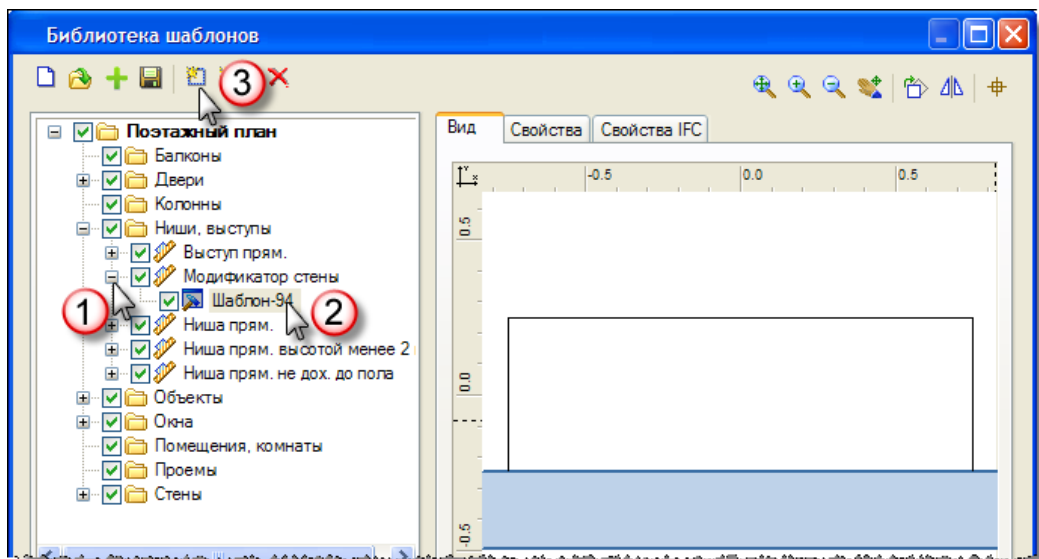 Библиотека шаблонов
3
Поэтажный план
Балконы
Двери
Колонны
Ниши, выступы
Выступ прям.
Модификатор стены
1
Шаблон-94
2
Ниша прям.
Ниша прям. высотой менее 2
Ниша прям. не дох. до пола
Объекты
Окна
Помещения, комнаты
Проемы
Стены
Вид
Свойства
Свойства IFC
Y
x
-0.5
0.0
0.5
0.5
0.0
-0.5